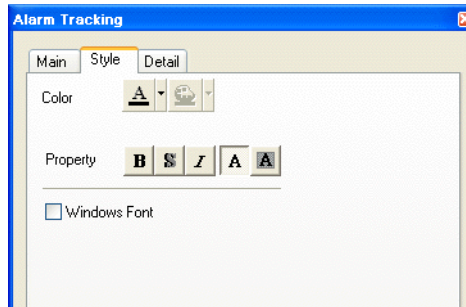 Alarm Tracking
Main Style Detail
Color A
Property B S I A A
Windows Font